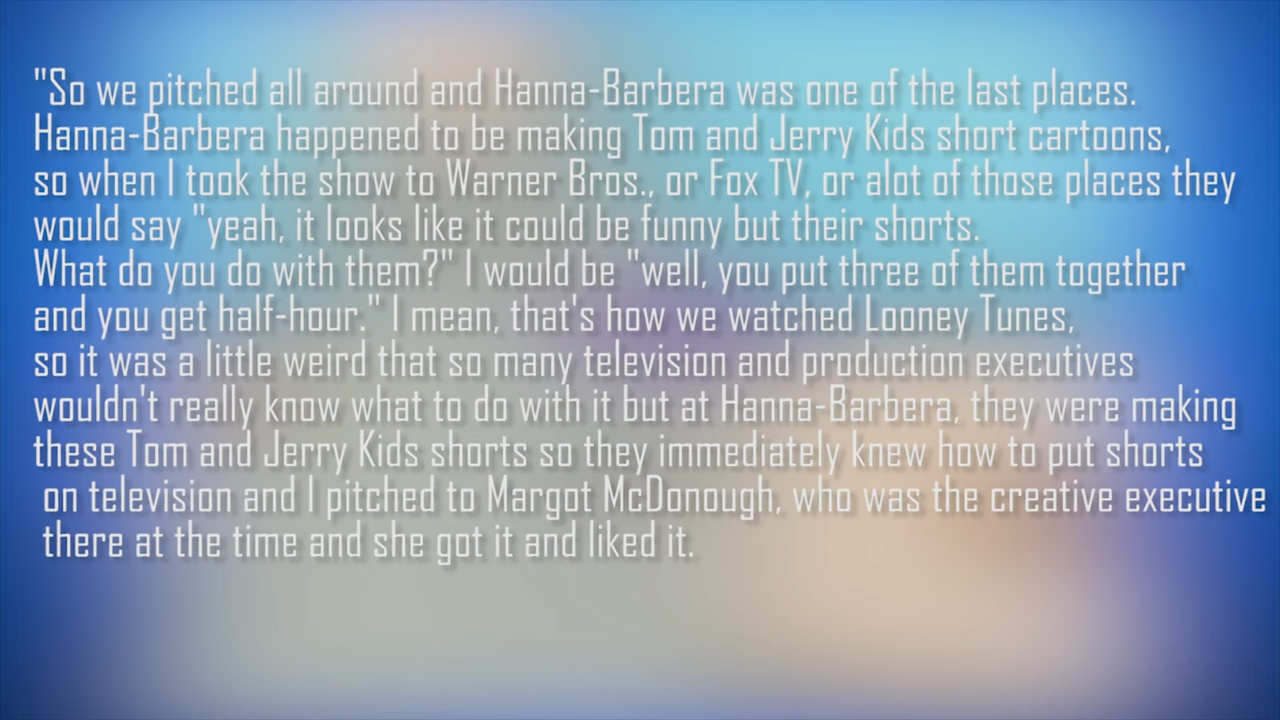 "So we pitched all around and Hanna-Barbera was one of the last places.
Hanna-Barbera happened to be making Tom and Jerry Kids short cartoons,
so when I took the show to Warner Bros., or Fox TV, or alot of those places they
would say "yeah, it looks like it could be funny but their shorts.
What do you do with them?" I would be "well, you put three of them together
and you get half-hour." I mean, that's how we watched Looney Tunes,
so it was a little weird that so many television and production executives
wouldn't really know what to do with it but at Hanna-Barbera, they were making
these Tom and Jerry Kids shorts so they immediately knew how to put shorts
on television and I pitched to Margot McDonough, who was the creative executive
there at the time and she got it and liked it.